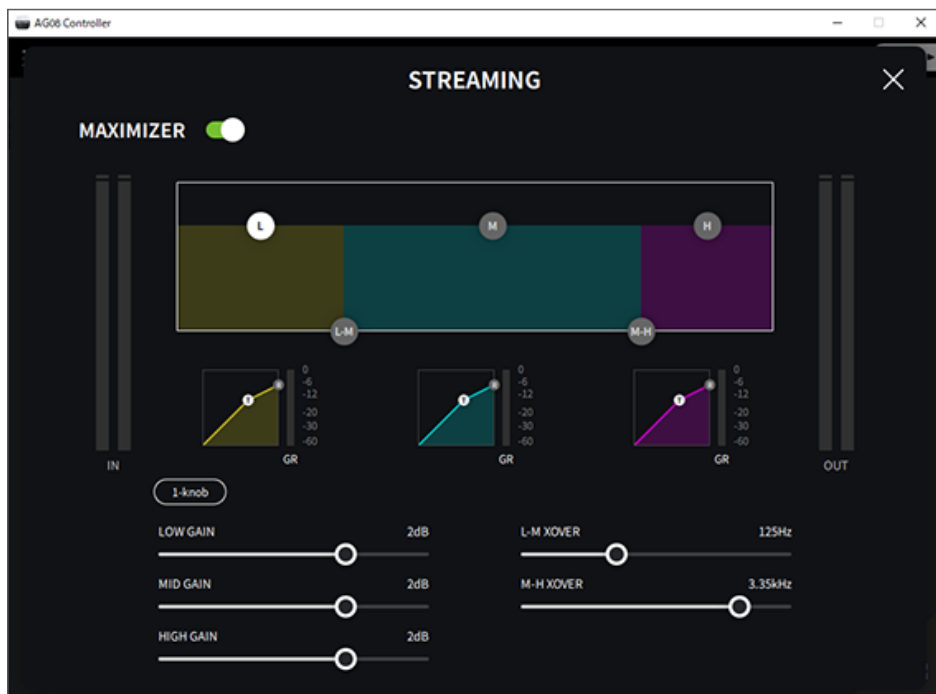 AG08 Controller
STREAMING
MAXIMIZER
L M H
L-M M-H
T R 0 -6 -12 -20 -30 -60 GR
T R 0 -6 -12 -20 -30 -60 GR
T R 0 -6 -12 -20 -30 -60 GR
IN OUT
1-knob
LOW GAIN 2dB L-M XOVER 125Hz
MID GAIN 2dB M-H XOVER 3.35kHz
HIGH GAIN 2dB